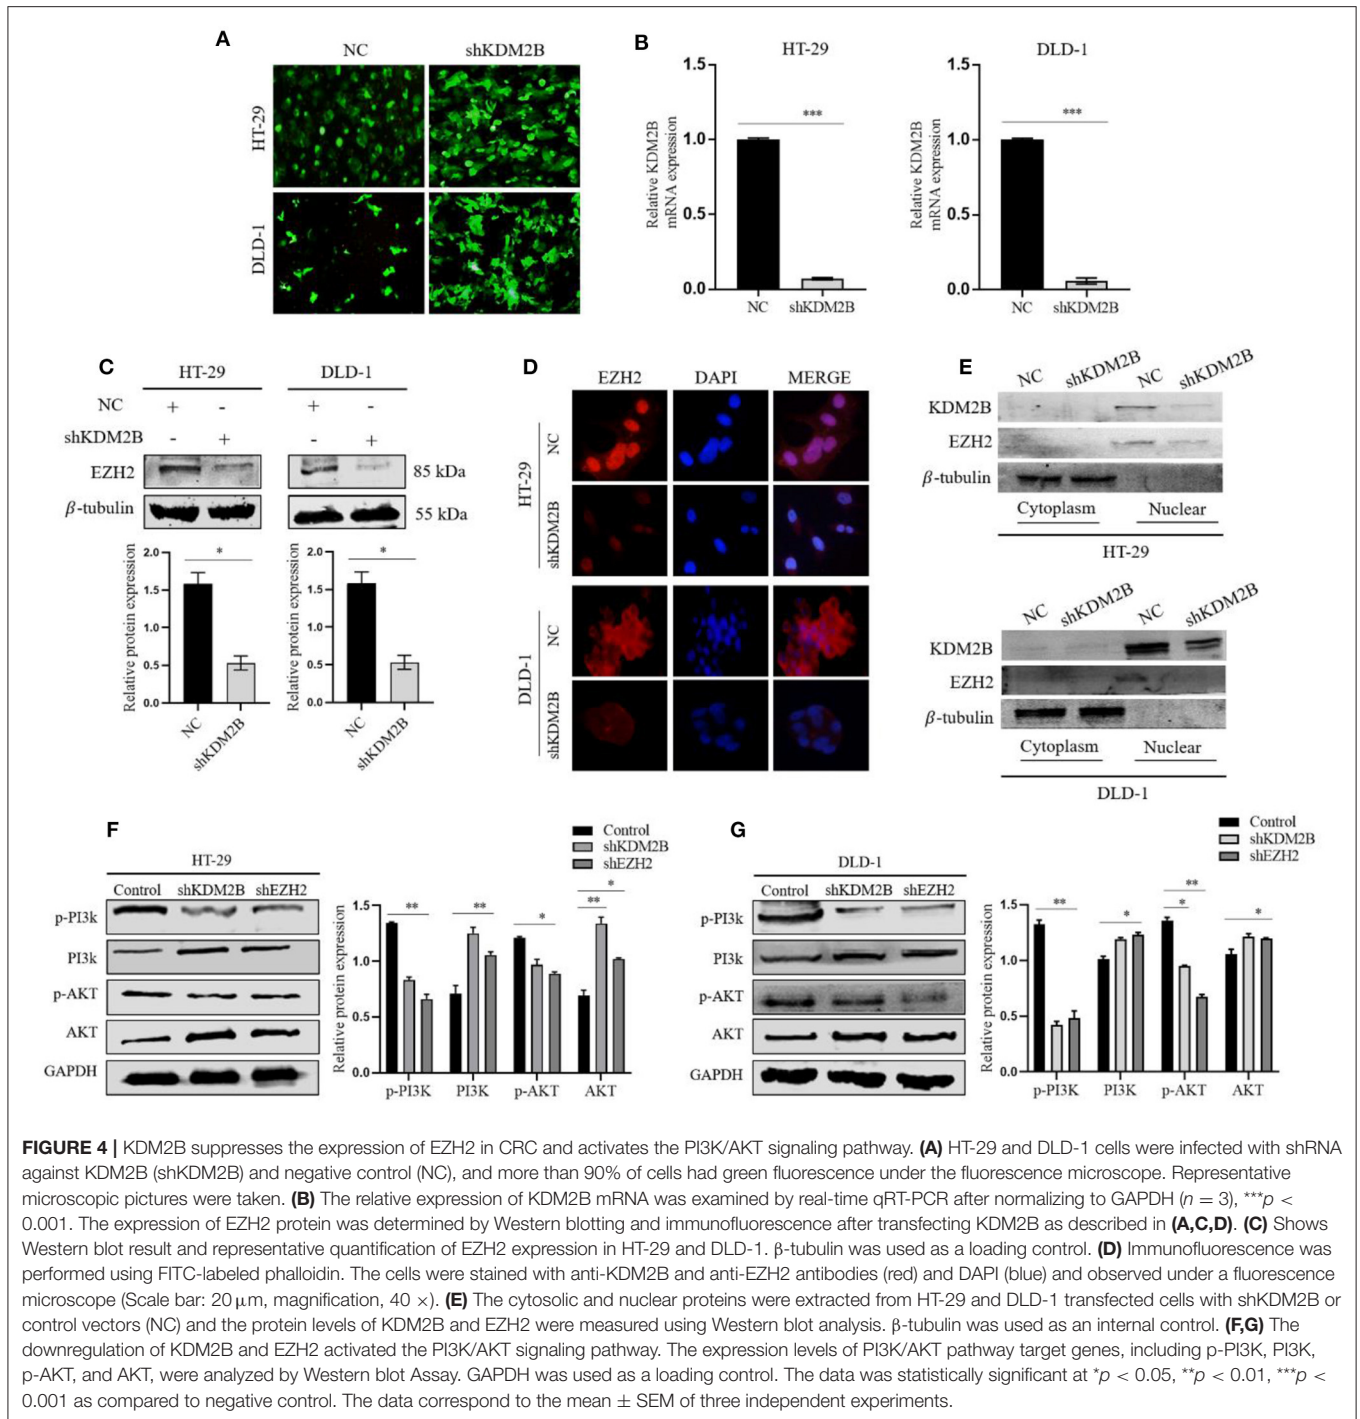 A
NC
shKDM2B
HT-29
DLD-1
B
HT-29
Relative KDM2B
mRNA expression
1.5
1.0
0.5
0.0
***
NC
shKDM2B
DLD-1
Relative KDM2B
mRNA expression
1.5
1.0
0.5
0.0
***
NC
shKDM2B
C
HT-29
DLD-1
NC + - + -
shKDM2B - + - +
EZH2
85 kDa
β-tubulin
55 kDa
Relative protein expression
2.0
1.5
1.0
0.5
0.0
*
NC
shKDM2B
Relative protein expression
2.0
1.5
1.0
0.5
0.0
*
NC
shKDM2B
D
EZH2
DAPI
MERGE
HT-29
NC
shKDM2B
DLD-1
NC
shKDM2B
E
NC
shKDM2B
NC
shKDM2B
KDM2B
EZH2
β-tubulin
Cytoplasm
Nuclear
HT-29
NC
shKDM2B
NC
shKDM2B
KDM2B
EZH2
β-tubulin
Cytoplasm
Nuclear
DLD-1
F
HT-29
Control shKDM2B shEZH2
p-PI3k
PI3k
p-AKT
AKT
GAPDH
Control
shKDM2B
shEZH2
Relative protein expression
1.5
1.0
0.5
0.0
**
**
*
**
*
p-PI3K PI3K p-AKT AKT
G
DLD-1
Control shKDM2B shEZH2
p-PI3k
PI3k
p-AKT
AKT
GAPDH
Control
shKDM2B
shEZH2
Relative protein expression
1.5
1.0
0.5
0.0
**
*
**
*
*
p-PI3K PI3K p-AKT AKT
FIGURE 4 | KDM2B suppresses the expression of EZH2 in CRC and activates the PI3K/AKT signaling pathway. (A) HT-29 and DLD-1 cells were infected with shRNA
against KDM2B (shKDM2B) and negative control (NC), and more than 90% of cells had green fluorescence under the fluorescence microscope. Representative
microscopic pictures were taken. (B) The relative expression of KDM2B mRNA was examined by real-time qRT-PCR after normalizing to GAPDH (n = 3), ***p <
0.001. The expression of EZH2 protein was determined by Western blotting and immunofluorescence after transfecting KDM2B as described in (A,C,D). (C) Shows
Western blot result and representative quantification of EZH2 expression in HT-29 and DLD-1. β-tubulin was used as a loading control. (D) Immunofluorescence was
performed using FITC-labeled phalloidin. The cells were stained with anti-KDM2B and anti-EZH2 antibodies (red) and DAPI (blue) and observed under a fluorescence
microscope (Scale bar: 20 μm, magnification, 40 ×). (E) The cytosolic and nuclear proteins were extracted from HT-29 and DLD-1 transfected cells with shKDM2B or
control vectors (NC) and the protein levels of KDM2B and EZH2 were measured using Western blot analysis. β-tubulin was used as an internal control. (F,G) The
downregulation of KDM2B and EZH2 activated the PI3K/AKT signaling pathway. The expression levels of PI3K/AKT pathway target genes, including p-PI3K, PI3K,
p-AKT, and AKT, were analyzed by Western blot Assay. GAPDH was used as a loading control. The data was statistically significant at *p < 0.05, **p < 0.01, ***p <
0.001 as compared to negative control. The data correspond to the mean ± SEM of three independent experiments.